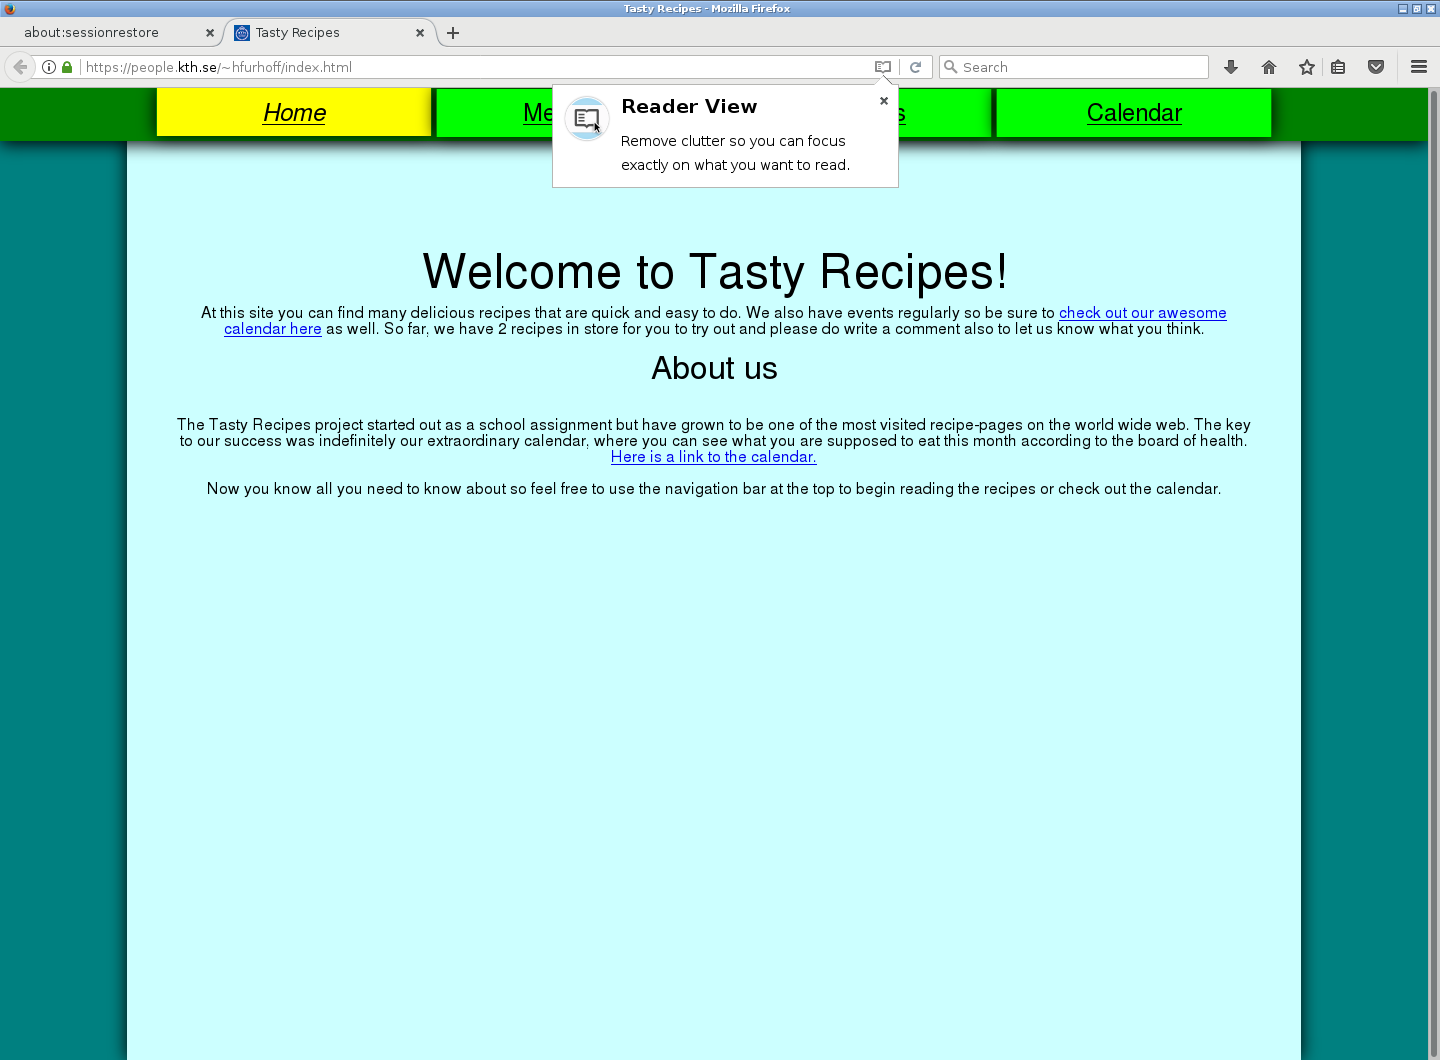 Tasty Recipes - Mozilla Firefox
about:sessionrestore
Tasty Recipes
https://people.kth.se/~hfurhoff/index.html
Search
Home
Calendar
Reader View
Remove clutter so you can focus
exactly on what you want to read.
Welcome to Tasty Recipes!
At this site you can find many delicious recipes that are quick and easy to do. We also have events regularly so be sure to check out our awesome
calendar here as well. So far, we have 2 recipes in store for you to try out and please do write a comment also to let us know what you think.
About us
The Tasty Recipes project started out as a school assignment but have grown to be one of the most visited recipe-pages on the world wide web. The key
to our success was indefinitely our extraordinary calendar, where you can see what you are supposed to eat this month according to the board of health.
Here is a link to the calendar.
Now you know all you need to know about so feel free to use the navigation bar at the top to begin reading the recipes or check out the calendar.